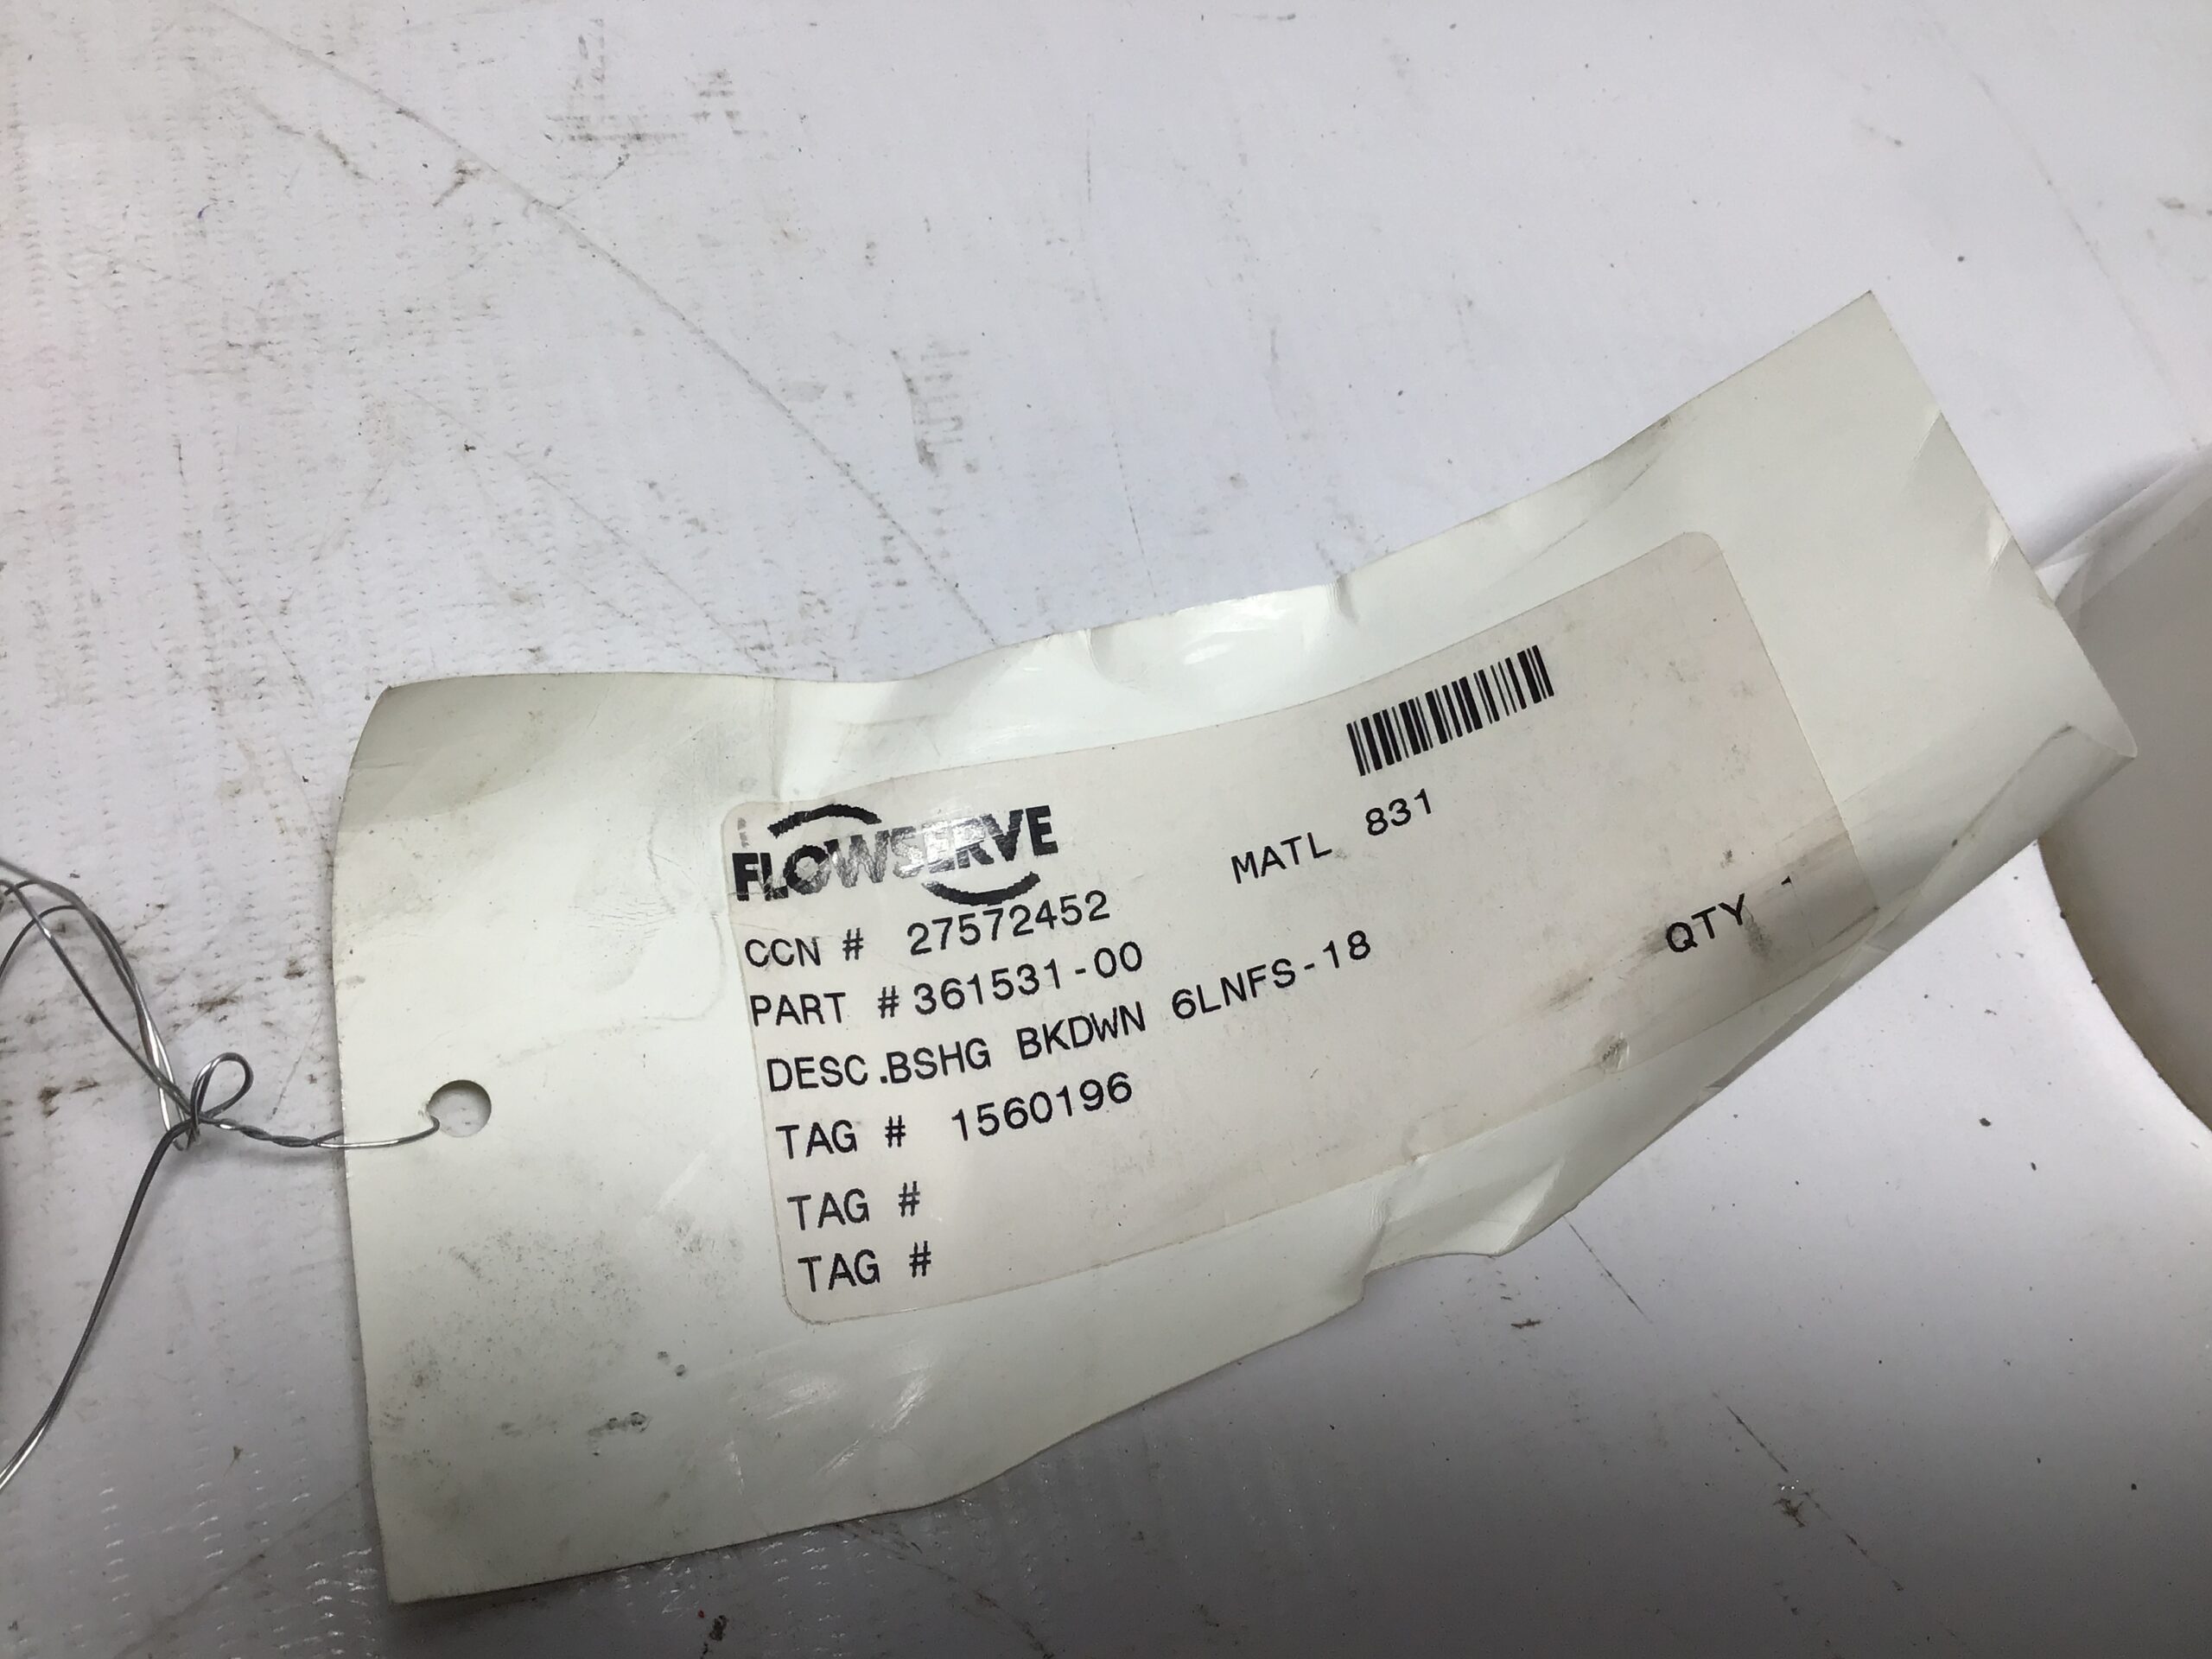 FLOWSERVE
CCN # 27572452 MATL 831
PART #361531-00
DESC.BSHG BKDWN 6LNFS-18 QTY
TAG # 1560196
TAG #
TAG #